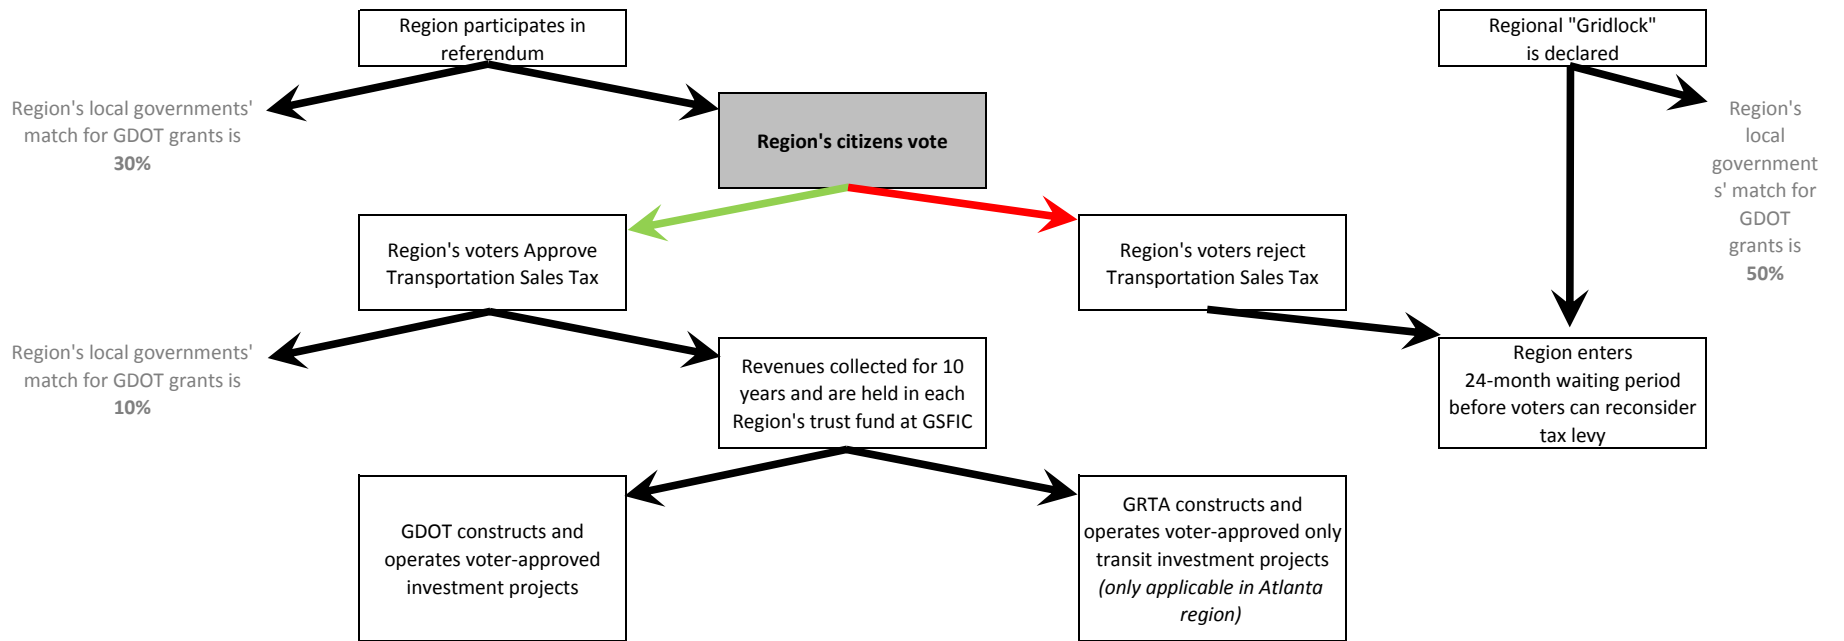 Region participates in
referendum
Regional "Gridlock"
is declared
Region's local governments'
match for GDOT grants is
30%
Region's citizens vote
Region's
local
government
s' match for
GDOT
grants is
50%
Region's voters Approve
Transportation Sales Tax
Region's voters reject
Transportation Sales Tax
Region's local governments'
match for GDOT grants is
10%
Revenues collected for 10
years and are held in each
Region's trust fund at GSFIC
Region enters
24-month waiting period
before voters can reconsider
tax levy
GDOT constructs and
operates voter-approved
investment projects
GRTA constructs and
operates voter-approved only
transit investment projects
(only applicable in Atlanta
region)